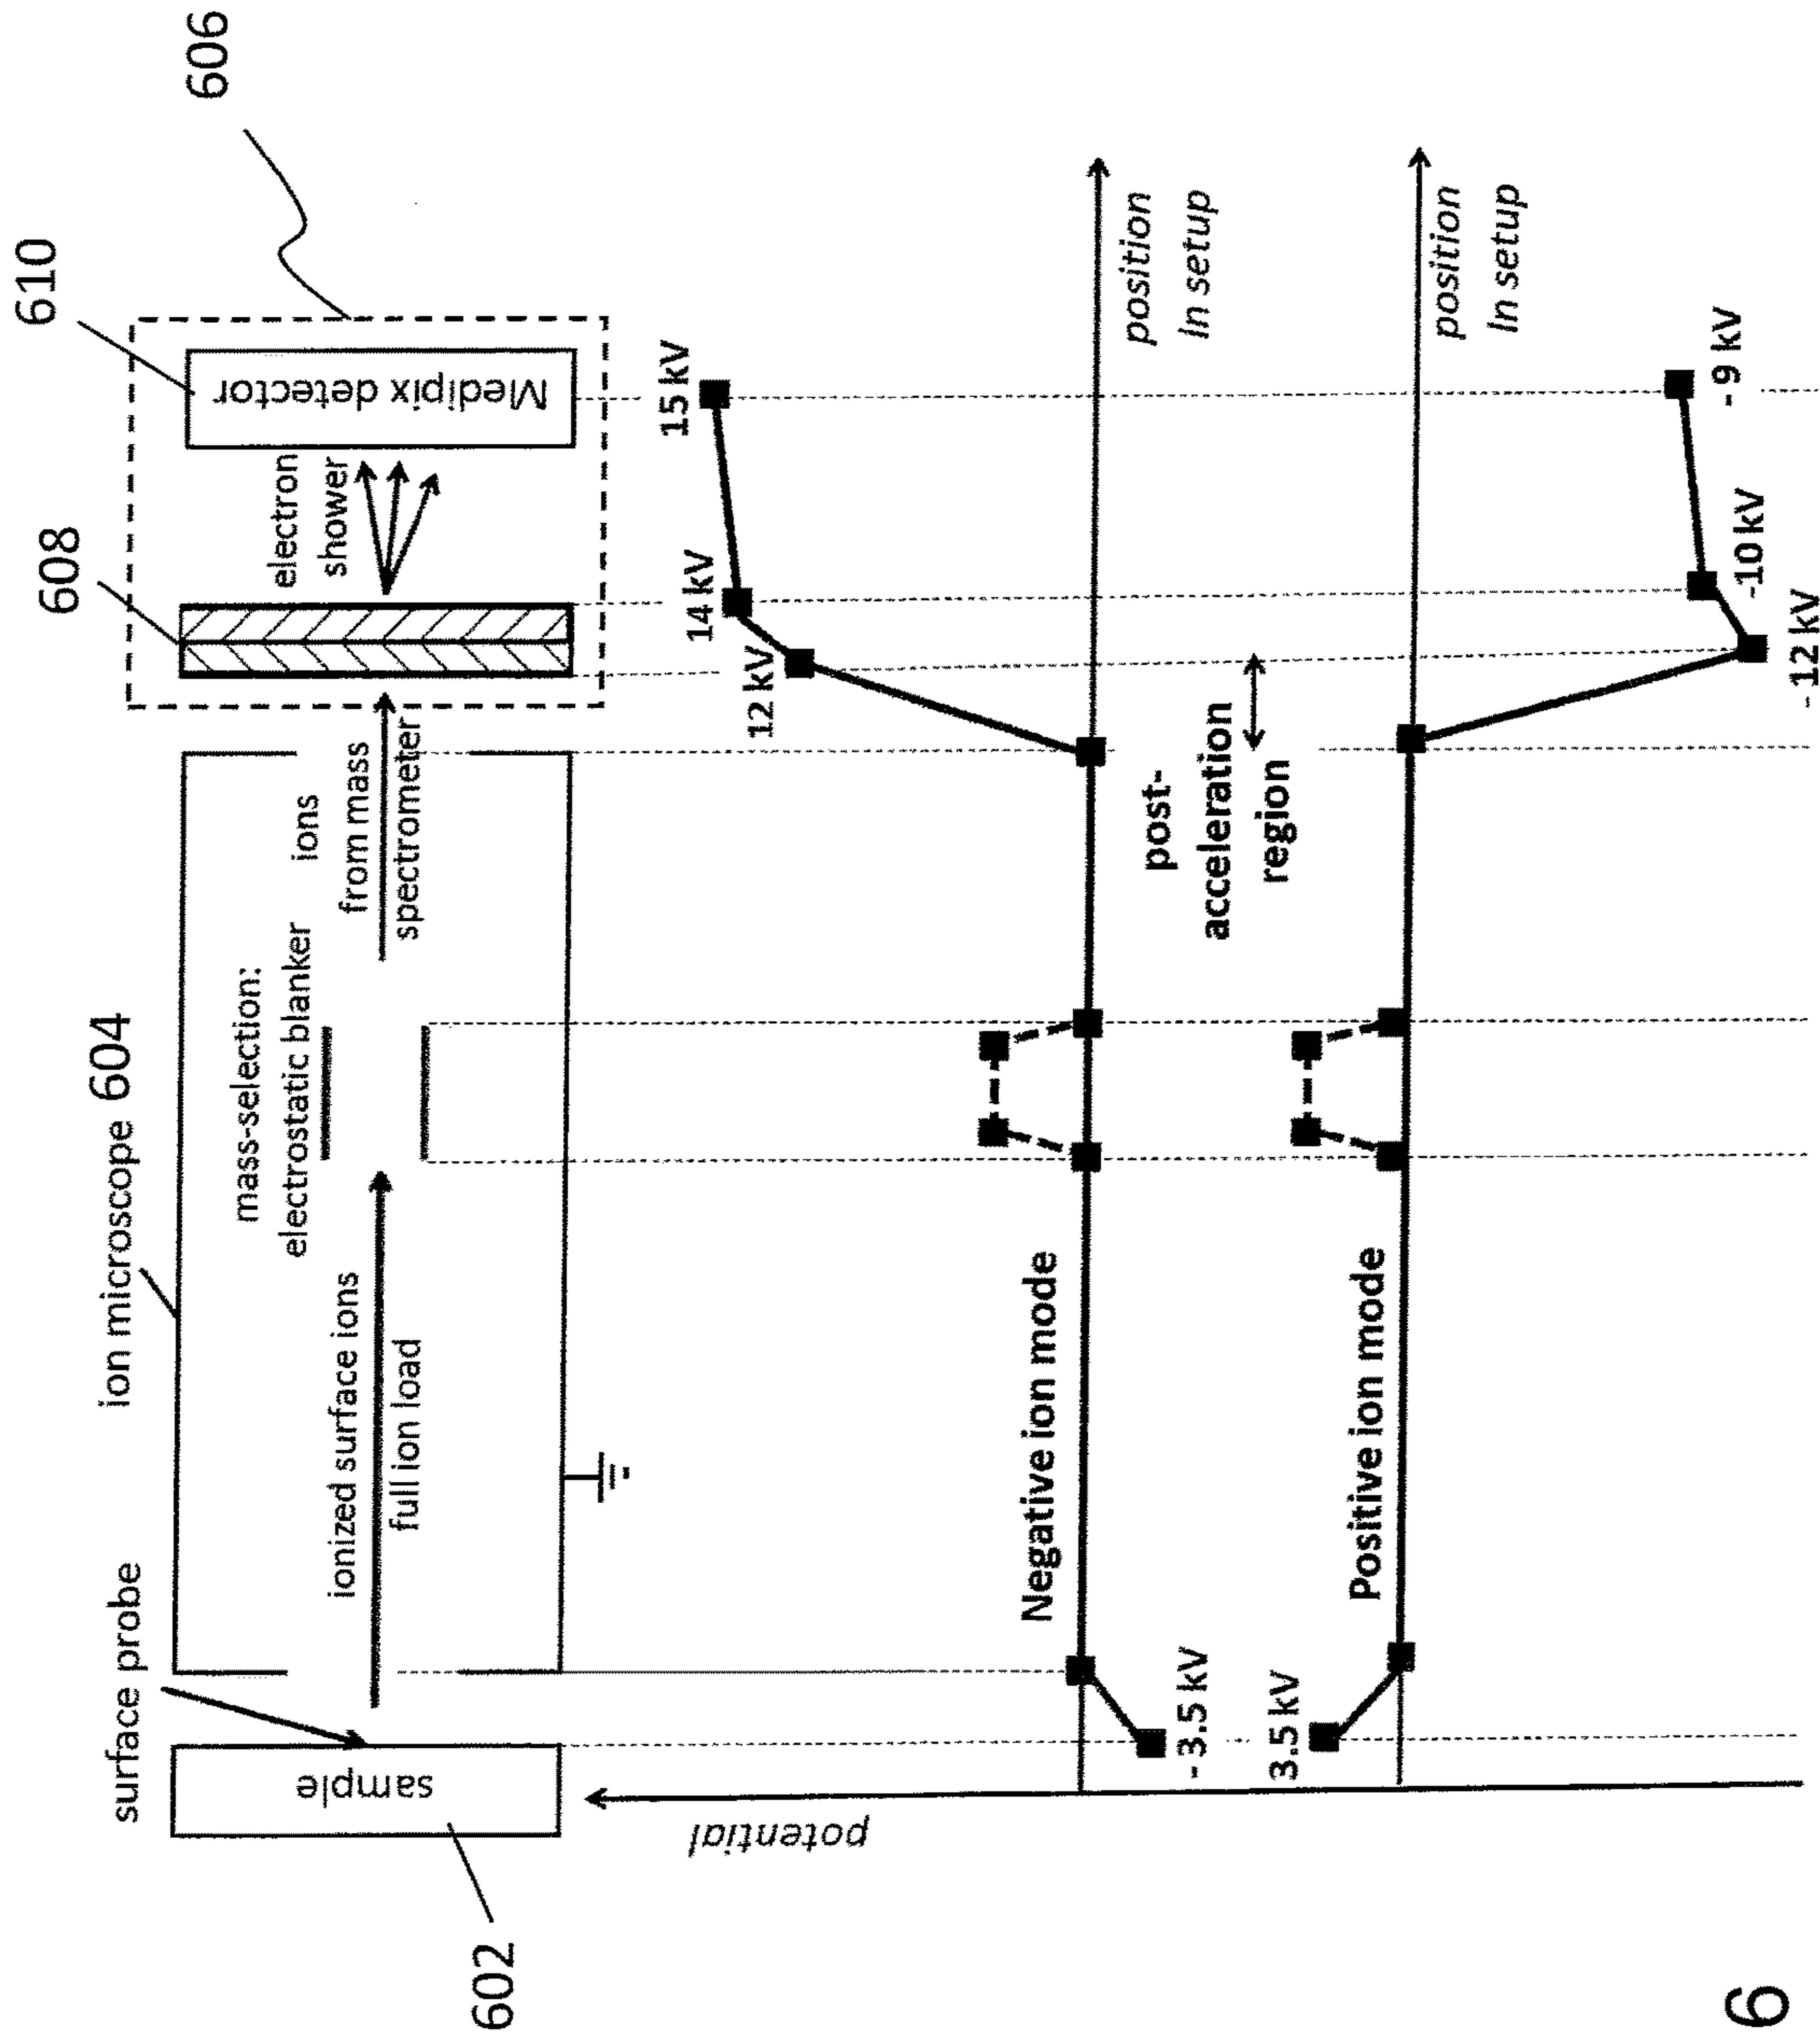 610
606
608
ion microscope 604
surface probe
602
sample
ionized surface ions
full ion load
mass-selection:
electrostatic blanker
ions
from mass
spectrometer
electron
shower
Medipix detector
potential
12 kV
14 kV
15 kV
Negative ion mode
- 3.5 kV
position
In setup
post-
acceleration
region
3.5 kV
Positive ion mode
position
In setup
- 12 kV
-10 kV
- 9 kV
6